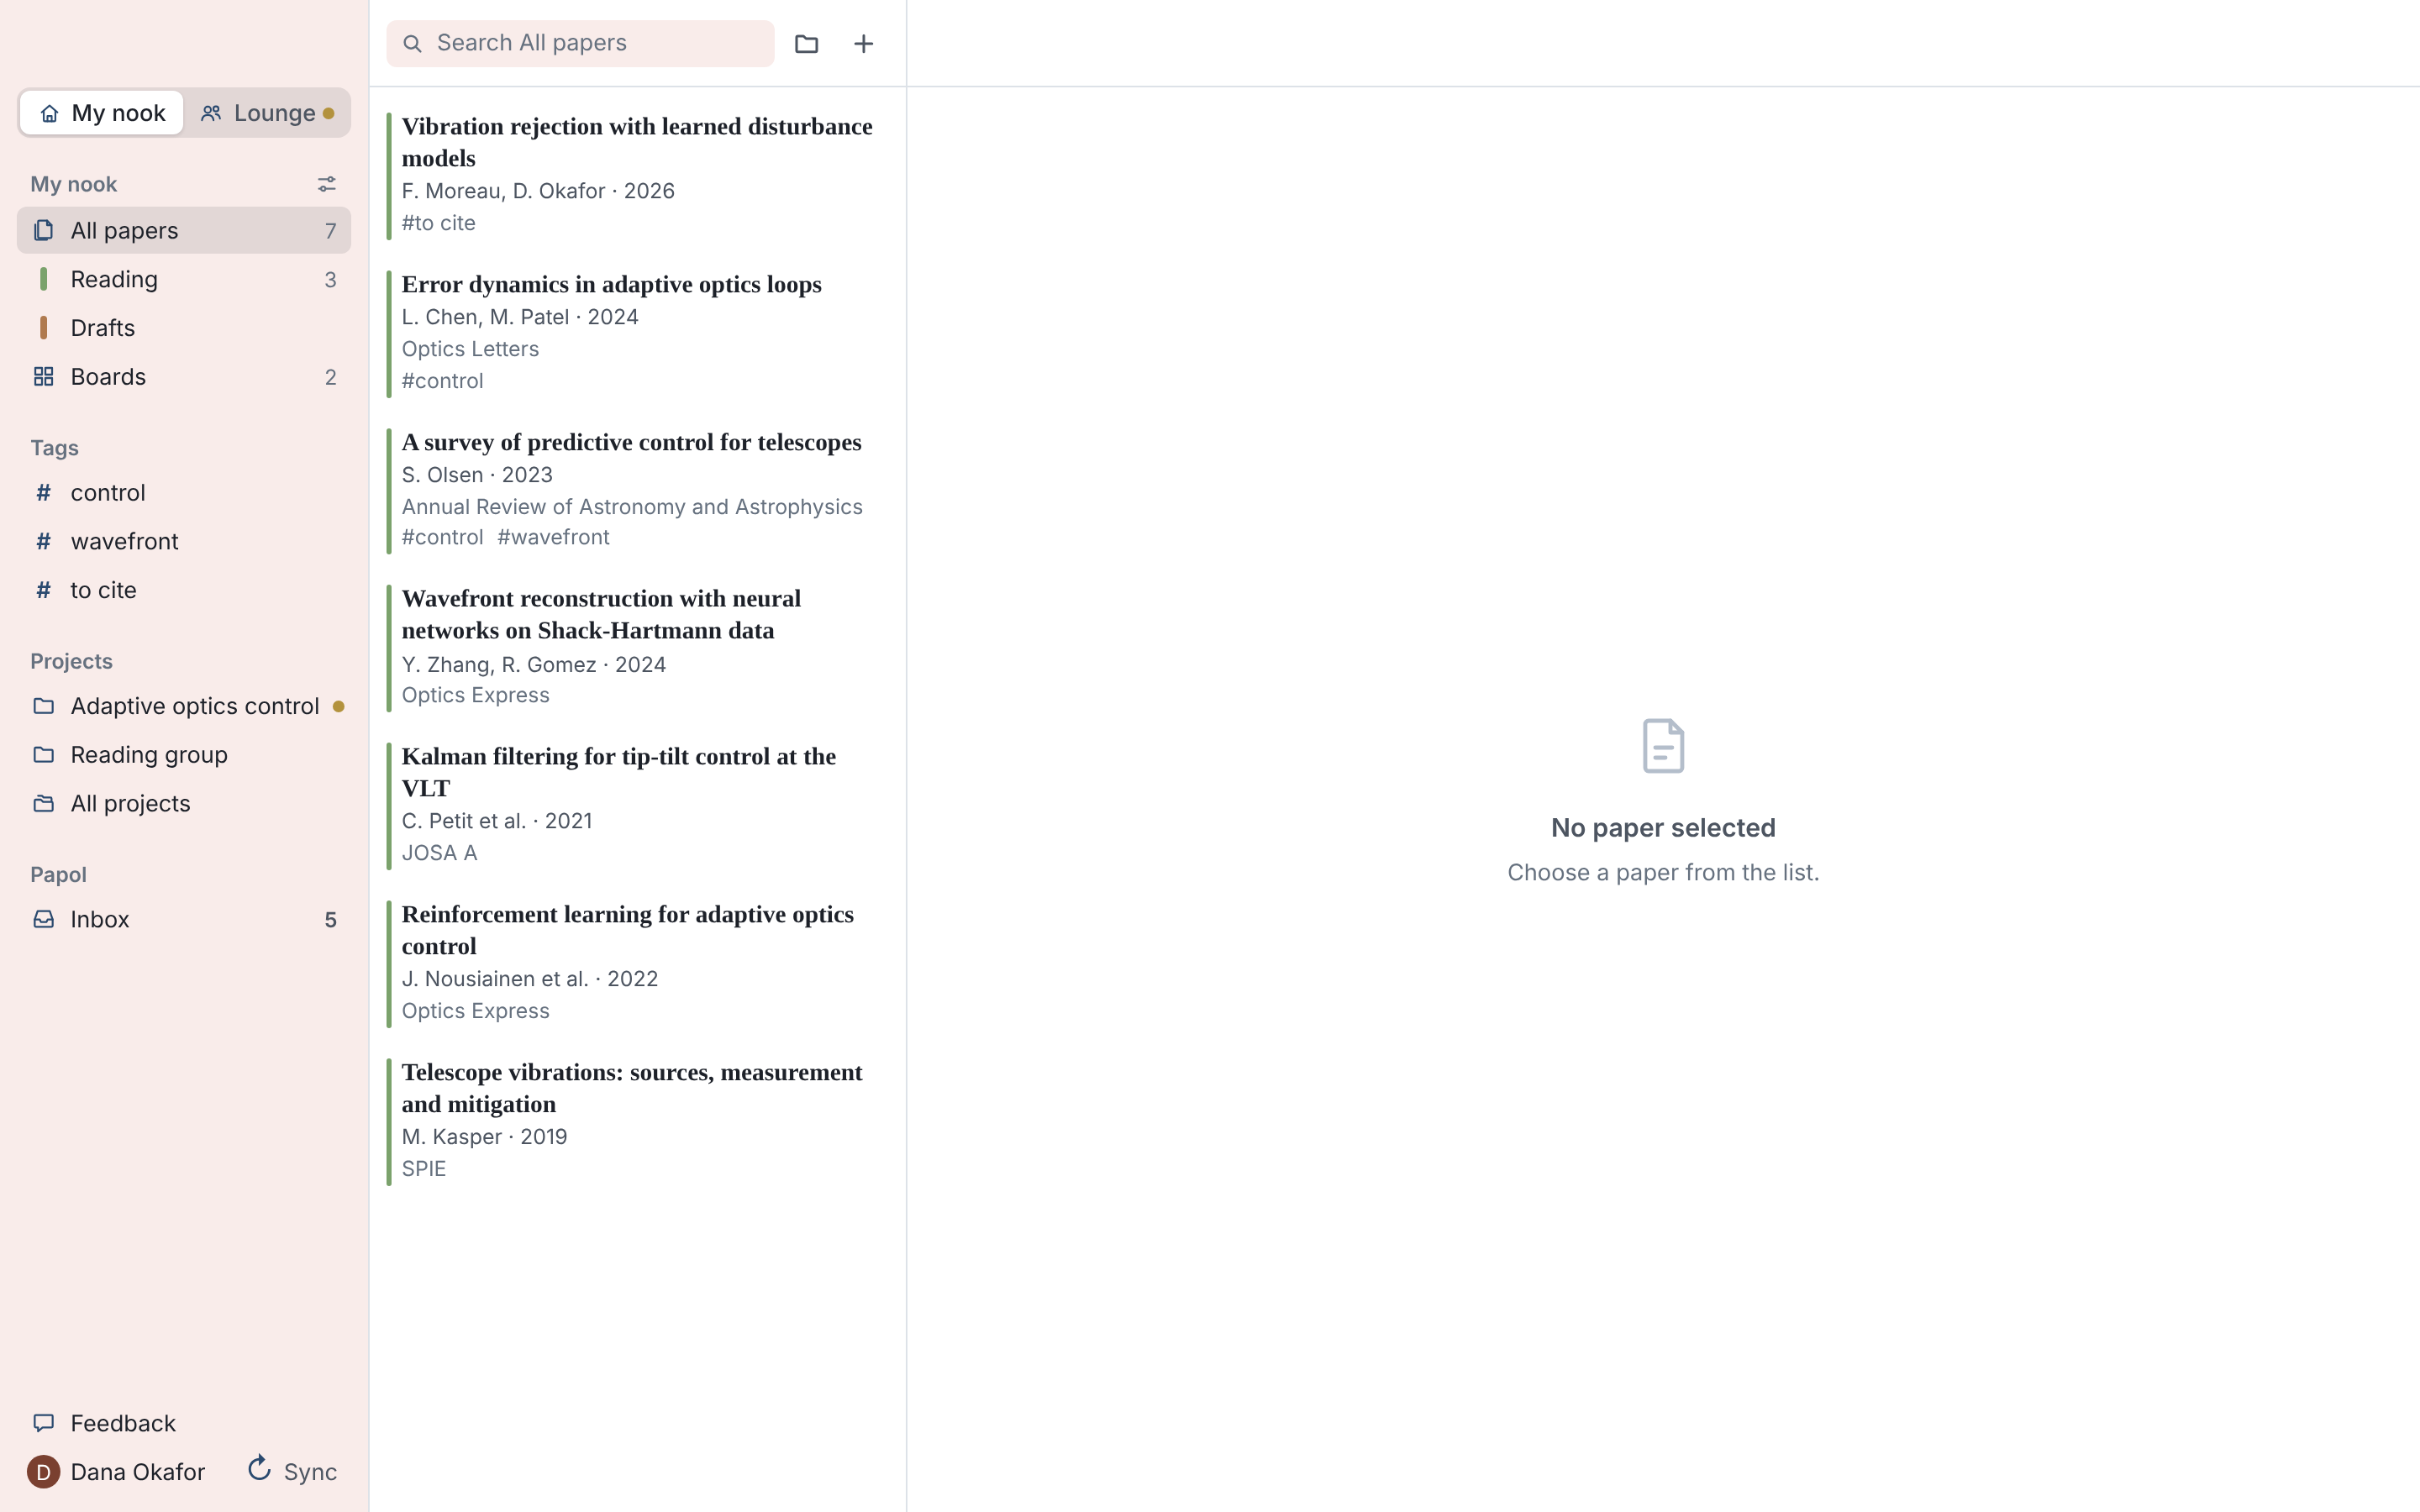 My nook
Lounge
My nook
All papers 7
Reading 3
Drafts
Boards 2
Tags
# control
# wavefront
# to cite
Projects
Adaptive optics control
Reading group
All projects
Papol
Inbox 5
Feedback
D Dana Okafor Sync
Search All papers
Vibration rejection with learned disturbance
models
F. Moreau, D. Okafor · 2026
#to cite
Error dynamics in adaptive optics loops
L. Chen, M. Patel · 2024
Optics Letters
#control
A survey of predictive control for telescopes
S. Olsen · 2023
Annual Review of Astronomy and Astrophysics
#control #wavefront
Wavefront reconstruction with neural
networks on Shack-Hartmann data
Y. Zhang, R. Gomez · 2024
Optics Express
Kalman filtering for tip-tilt control at the
VLT
C. Petit et al. · 2021
JOSA A
Reinforcement learning for adaptive optics
control
J. Nousiainen et al. · 2022
Optics Express
Telescope vibrations: sources, measurement
and mitigation
M. Kasper · 2019
SPIE
No paper selected
Choose a paper from the list.